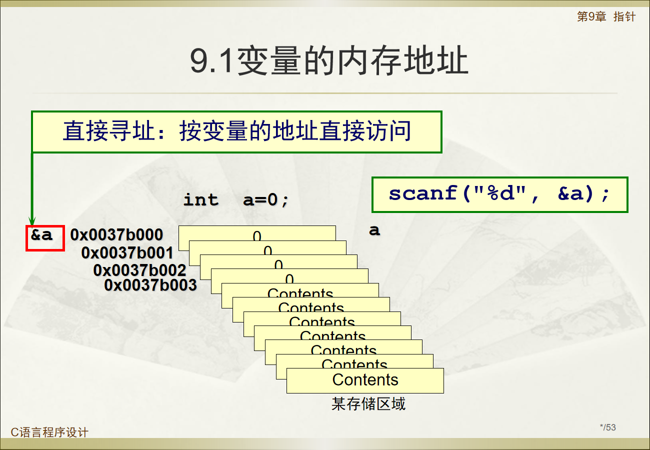 第9章 指针
9.1变量的内存地址
直接寻址：按变量的地址直接访问
scanf("%d", &a);
int a=0;
&a
0x0037b000
0
a
0x0037b001
0
0x0037b002
0
0x0037b003
0
Contents
Contents
Contents
Contents
Contents
Contents
Contents
某存储区域
C语言程序设计
*/53